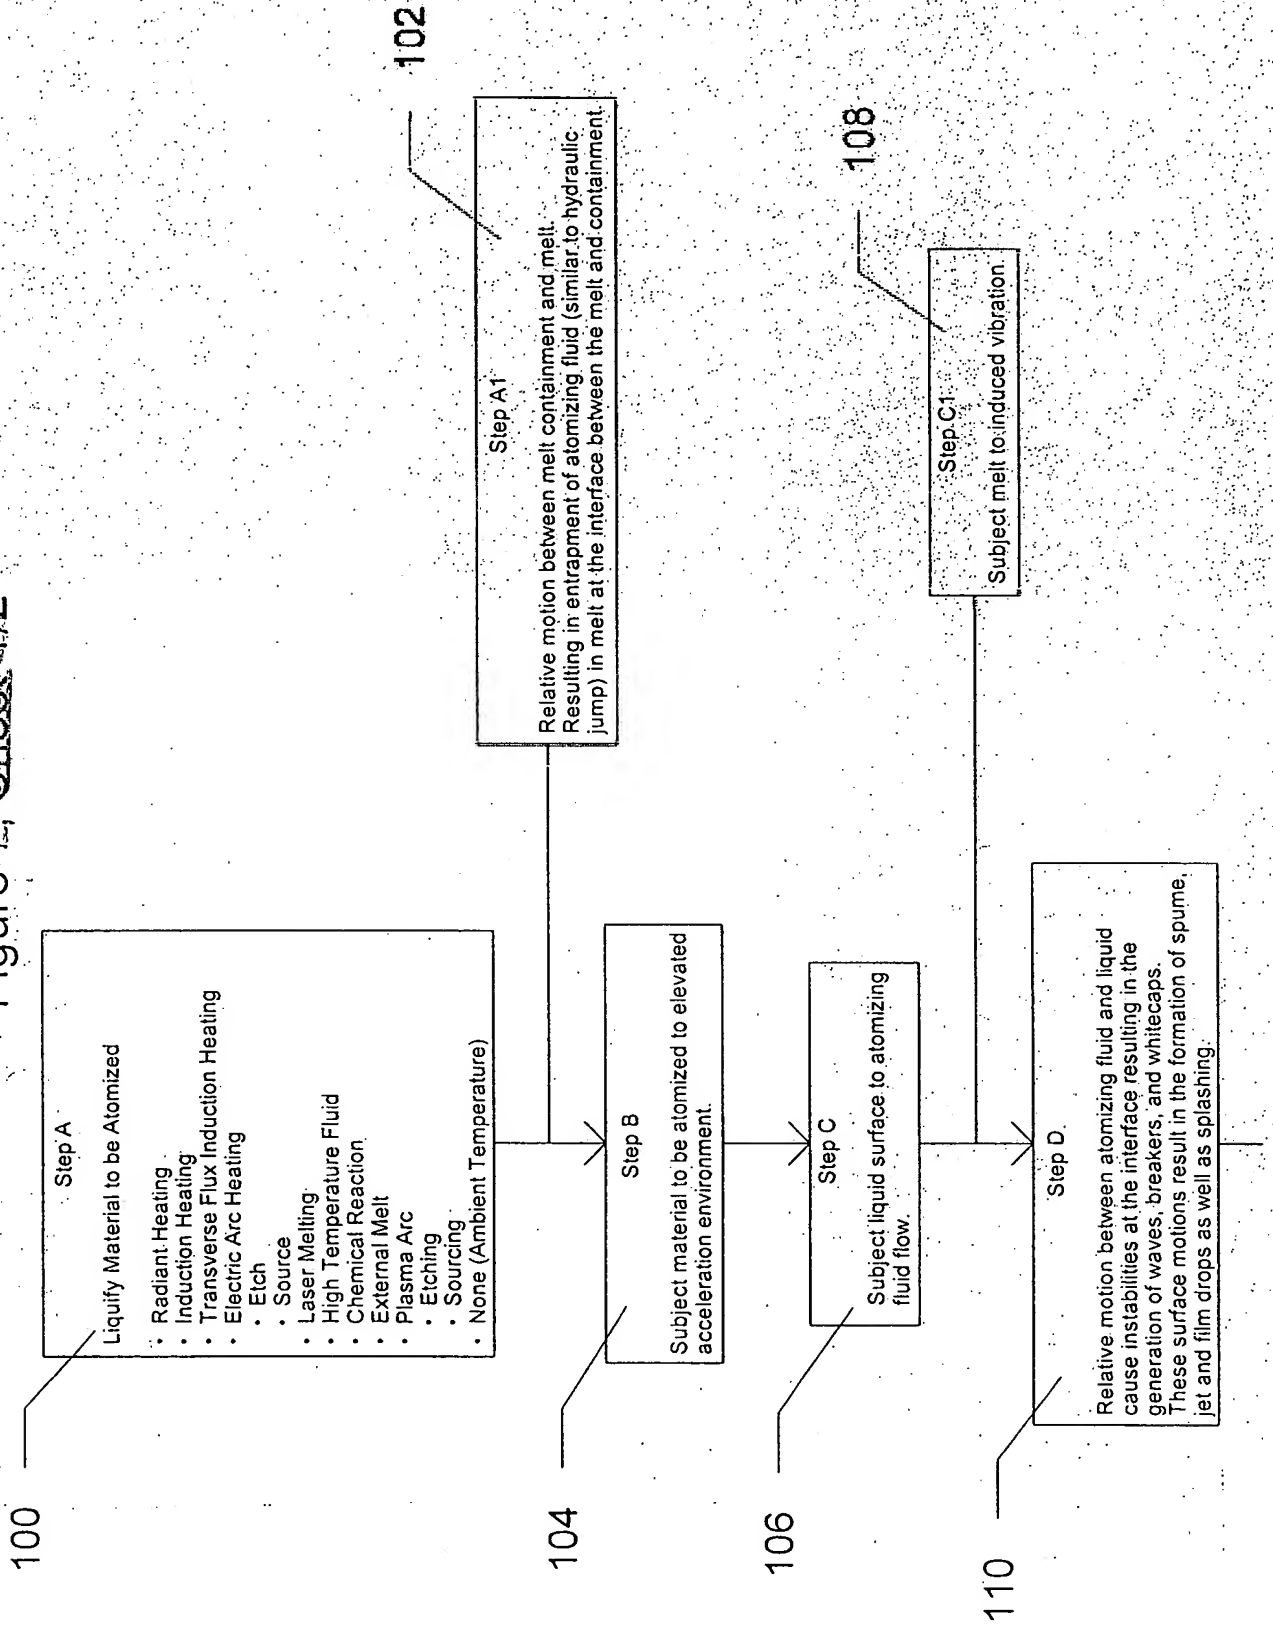 Figure
100
Step A
Liquify Material to be Atomized
• Radiant Heating
• Induction Heating
• Transverse Flux Induction Heating
• Electric Arc Heating
• Etch
• Source
• Laser Melting
• High Temperature Fluid
• Chemical Reaction
• External Melt
• Plasma Arc
• Etching
• Sourcing
• None (Ambient Temperature)
102
Step A1
Relative motion between melt containment and melt.
Resulting in entrapment of atomizing fluid (similar to hydraulic
jump) in melt at the interface between the melt and containment
104
Step B
Subject material to be atomized to elevated
acceleration environment.
106
Step C
Subject liquid surface to atomizing
fluid flow.
108
Step C1
Subject melt to induced vibration
110
Step D
Relative motion between atomizing fluid and liquid
cause instabilities at the interface resulting in the
generation of waves, breakers, and whitecaps.
These surface motions result in the formation of spume,
jet and film drops as well as splashing.